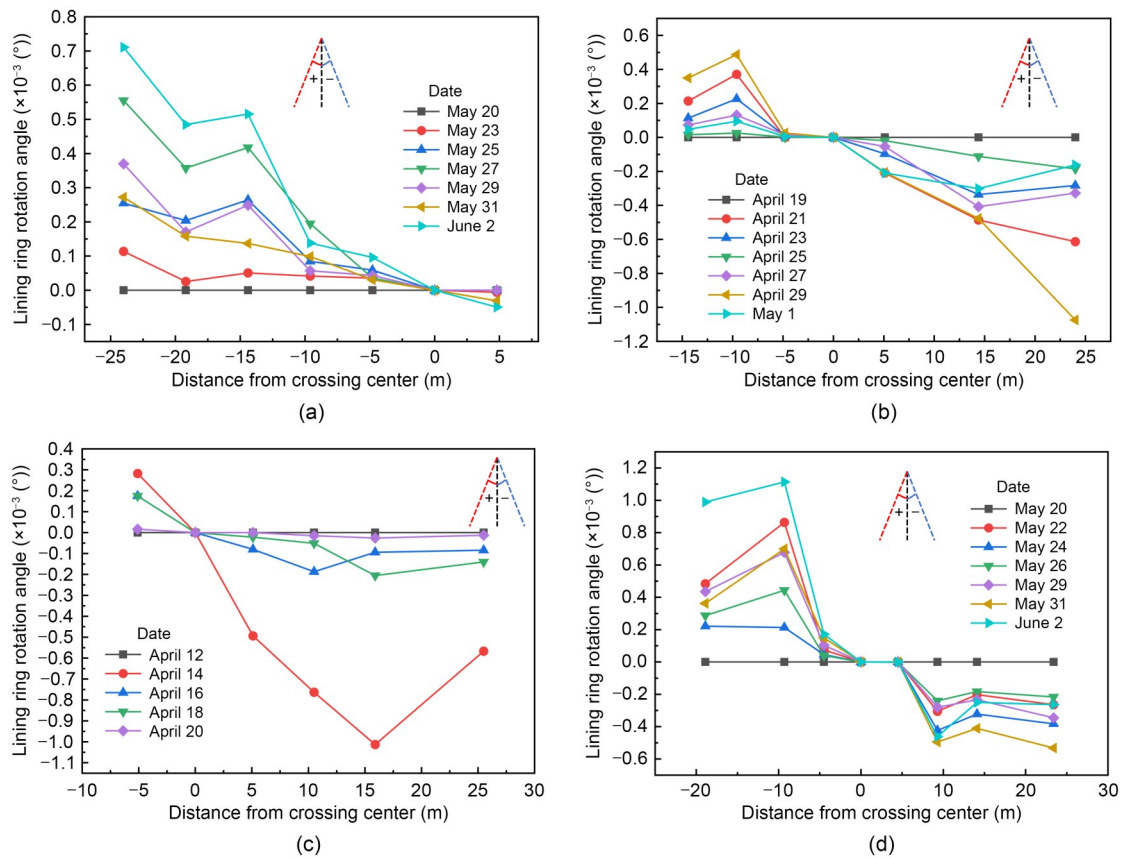 (a)
Lining ring rotation angle (×10⁻³ (°))
0.8
0.7
0.6
0.5
0.4
0.3
0.2
0.1
0.0
−0.1
+ −
Date
May 20
May 23
May 25
May 27
May 29
May 31
June 2
−25 −20 −15 −10 −5 0 5
Distance from crossing center (m)
(a)
(b)
Lining ring rotation angle (×10⁻³ (°))
0.6
0.4
0.2
0.0
−0.2
−0.4
−0.6
−0.8
−1.0
−1.2
+ −
Date
April 19
April 21
April 23
April 25
April 27
April 29
May 1
−15 −10 −5 0 5 10 15 20 25
Distance from crossing center (m)
(b)
(c)
Lining ring rotation angle (×10⁻³ (°))
0.4
0.3
0.2
0.1
0.0
−0.1
−0.2
−0.3
−0.4
−0.5
−0.6
−0.7
−0.8
−0.9
−1.0
−1.1
+ −
Date
April 12
April 14
April 16
April 18
April 20
−10 −5 0 5 10 15 20 25 30
Distance from crossing center (m)
(c)
(d)
Lining ring rotation angle (×10⁻³ (°))
1.2
1.0
0.8
0.6
0.4
0.2
0.0
−0.2
−0.4
−0.6
+ −
Date
May 20
May 22
May 24
May 26
May 29
May 31
June 2
−20 −10 0 10 20 30
Distance from crossing center (m)
(d)